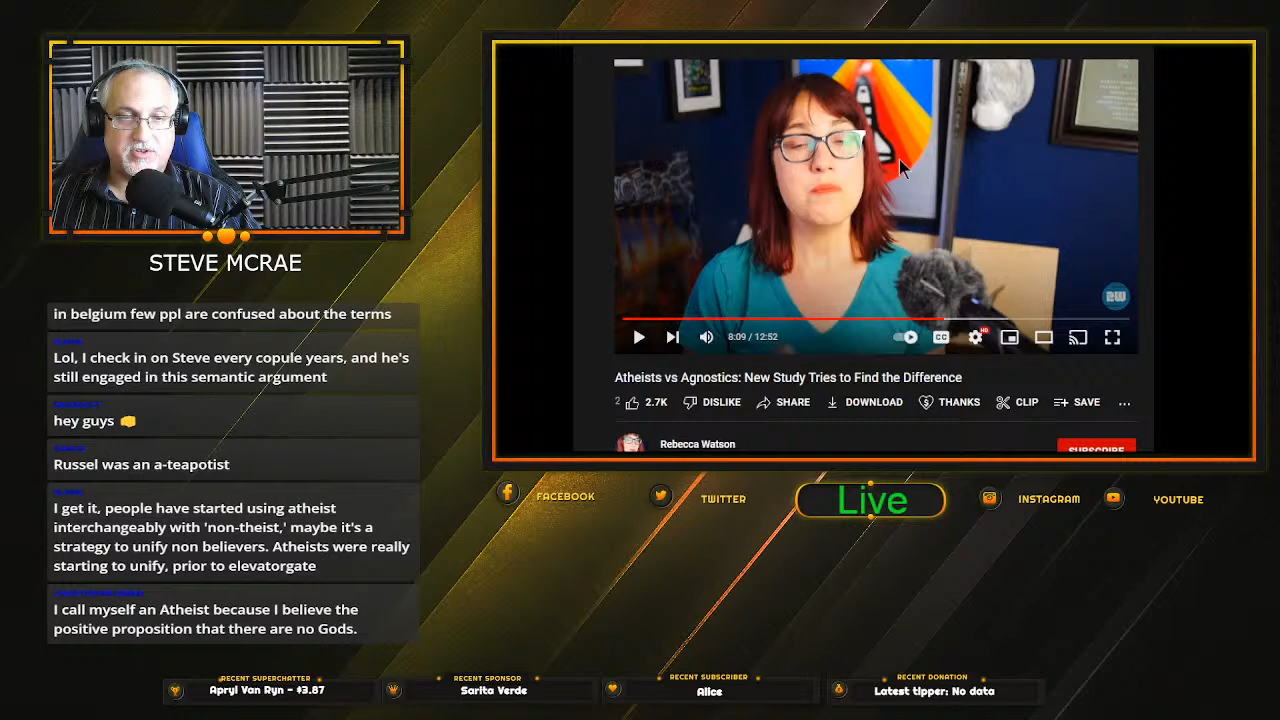 STEVE MCRAE
in belgium few ppl are confused about the terms
Lol, I check in on Steve every copule years, and he's
still engaged in this semantic argument
hey guys 👊
Russel was an a-teapotist
I get it, people have started using atheist
interchangeably with 'non-theist,' maybe it's a
strategy to unify non believers. Atheists were really
starting to unify, prior to elevatorgate
I call myself an Atheist because I believe the
positive proposition that there are no Gods.
8:09 / 12:52
CC
HD
Atheists vs Agnostics: New Study Tries to Find the Difference
2 2.7K DISLIKE SHARE DOWNLOAD THANKS CLIP SAVE ...
Rebecca Watson
SUBSCRIBE
FACEBOOK TWITTER Live INSTAGRAM YOUTUBE
RECENT SUPERCHATTER
Apryl Van Ryn - $3.87
RECENT SPONSOR
Sarita Verde
RECENT SUBSCRIBER
Alice
RECENT DONATION
Latest tipper: No data